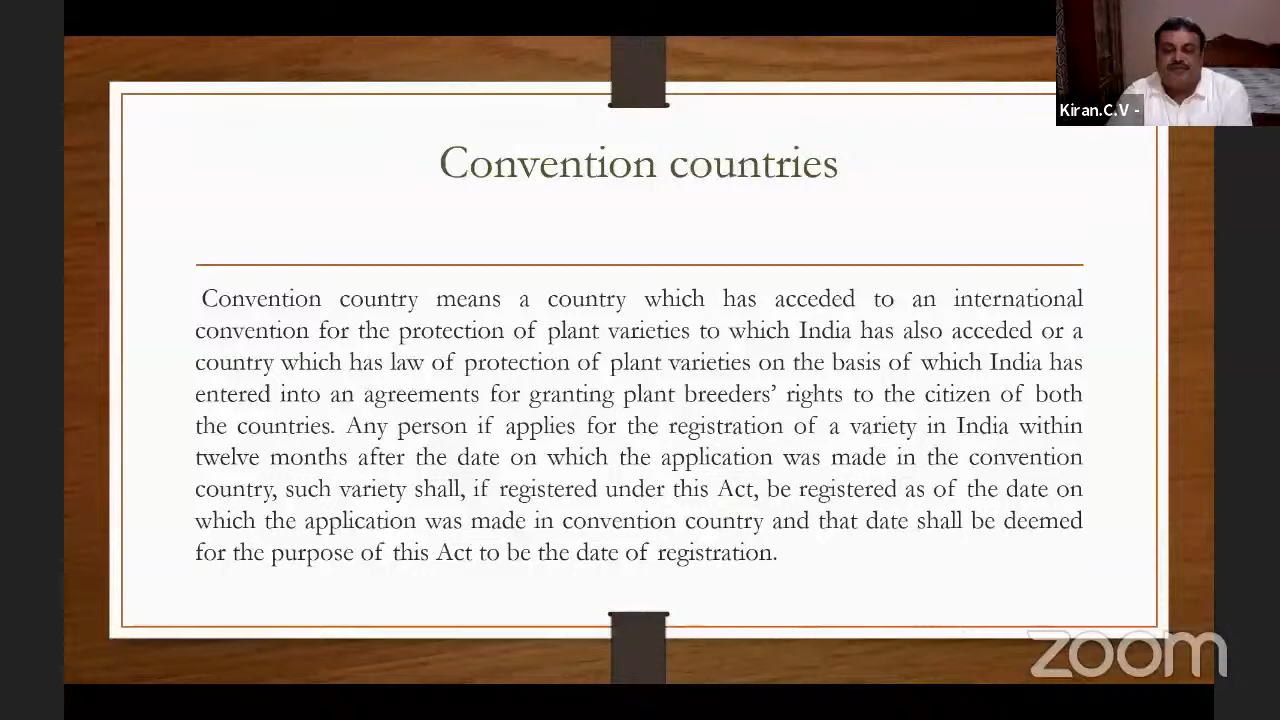 Kiran.C.V -
Convention countries
Convention country means a country which has acceded to an international
convention for the protection of plant varieties to which India has also acceded or a
country which has law of protection of plant varieties on the basis of which India has
entered into an agreements for granting plant breeders’ rights to the citizen of both
the countries. Any person if applies for the registration of a variety in India within
twelve months after the date on which the application was made in the convention
country, such variety shall, if registered under this Act, be registered as of the date on
which the application was made in convention country and that date shall be deemed
for the purpose of this Act to be the date of registration.
zoom